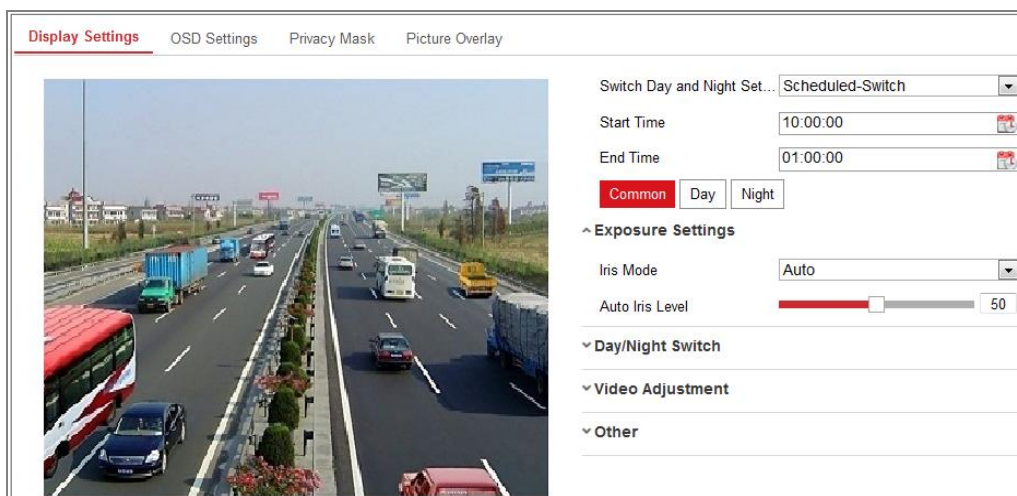 Display Settings OSD Settings Privacy Mask Picture Overlay
Switch Day and Night Set... Scheduled-Switch
Start Time 10:00:00
End Time 01:00:00
Common Day Night
Exposure Settings
Iris Mode Auto
Auto Iris Level 50
Day/Night Switch
Video Adjustment
Other